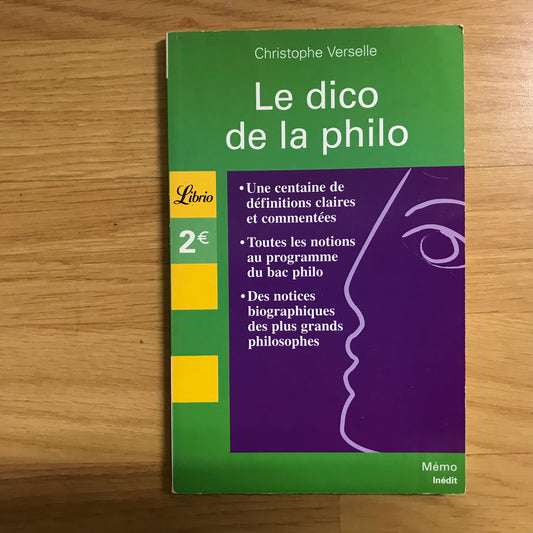 Christophe Verselle
Le dico
de la philo
Librio
2€
• Une centaine de
définitions claires
et commentées
• Toutes les notions
au programme
du bac philo
• Des notices
biographiques
des plus grands
philosophes
Mémo
Inédit